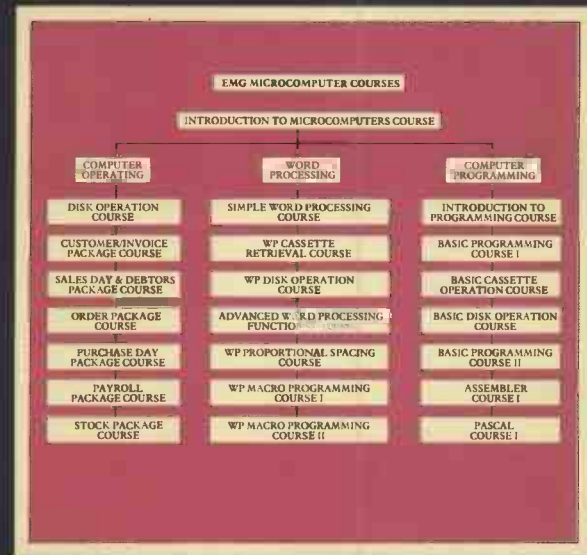 EMG MICROCOMPUTER COURSES
INTRODUCTION TO MICROCOMPUTERS COURSE
COMPUTER
OPERATING
DISK OPERATION
COURSE
CUSTOMER/INVOICE
PACKAGE COURSE
SALES DAY & DEBTORS
PACKAGE COURSE
ORDER PACKAGE
COURSE
PURCHASE DAY
PACKAGE COURSE
PAYROLL
PACKAGE COURSE
STOCK PACKAGE
COURSE
WORD
PROCESSING
SIMPLE WORD PROCESSING
COURSE
WP CASSETTE
RETRIEVAL COURSE
WP DISK OPERATION
COURSE
ADVANCED WORD PROCESSING
WP PROPORTIONAL SPACING
COURSE
WP MACRO PROGRAMMING
COURSE I
WP MACRO PROGRAMMING
COURSE II
COMPUTER
PROGRAMMING
INTRODUCTION TO
PROGRAMMING COURSE
BASIC PROGRAMMING
COURSE I
BASIC CASSETTE
OPERATION COURSE
BASIC DISK OPERATION
COURSE
BASIC PROGRAMMING
COURSE II
ASSEMBLER
COURSE I
PASCAL
COURSE I